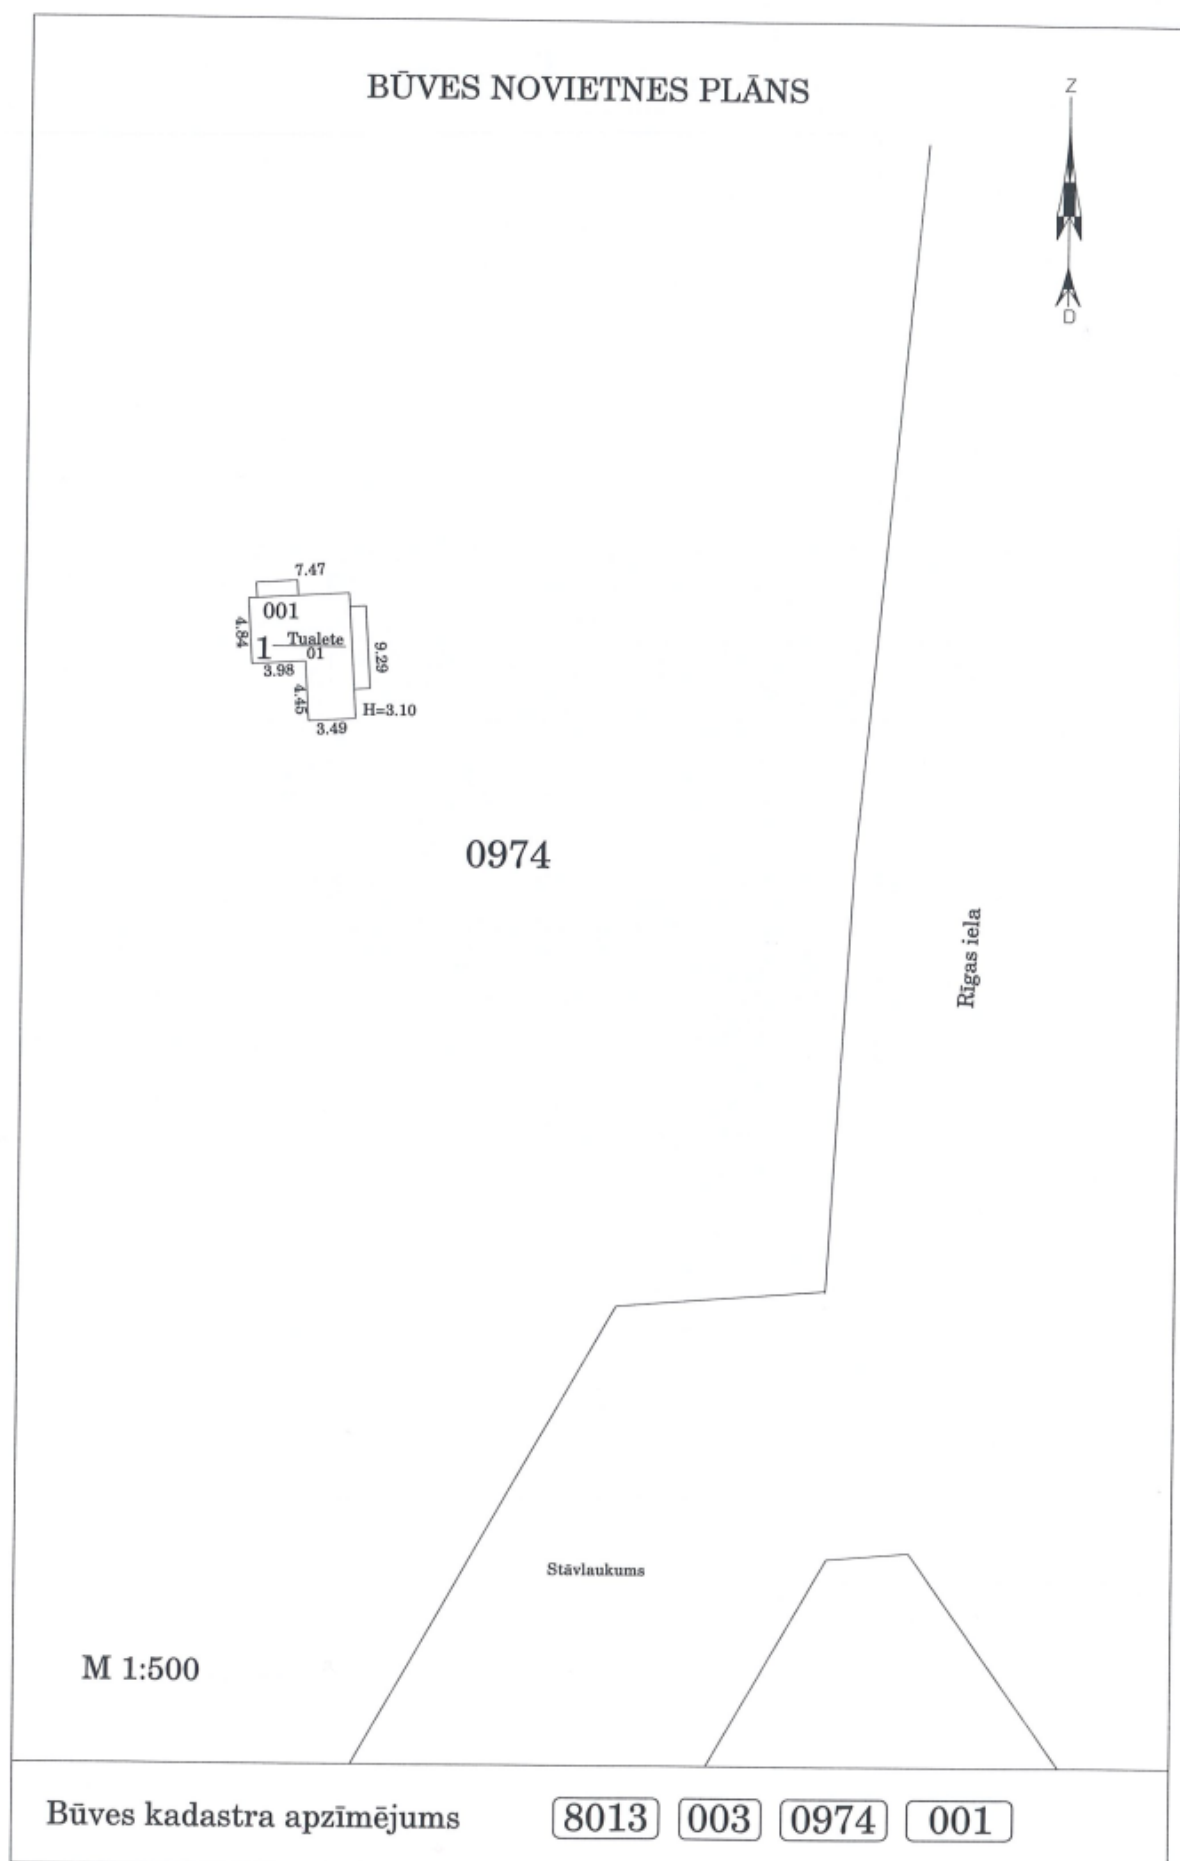 BŪVES NOVIETNES PLĀNS
Z
D
7.47
001
4.84
1 Tualete
01
9.29
3.98
4.45
H=3.10
3.49
0974
Rīgas iela
Stāvlaukums
M 1:500
Būves kadastra apzīmējums 8013 003 0974 001